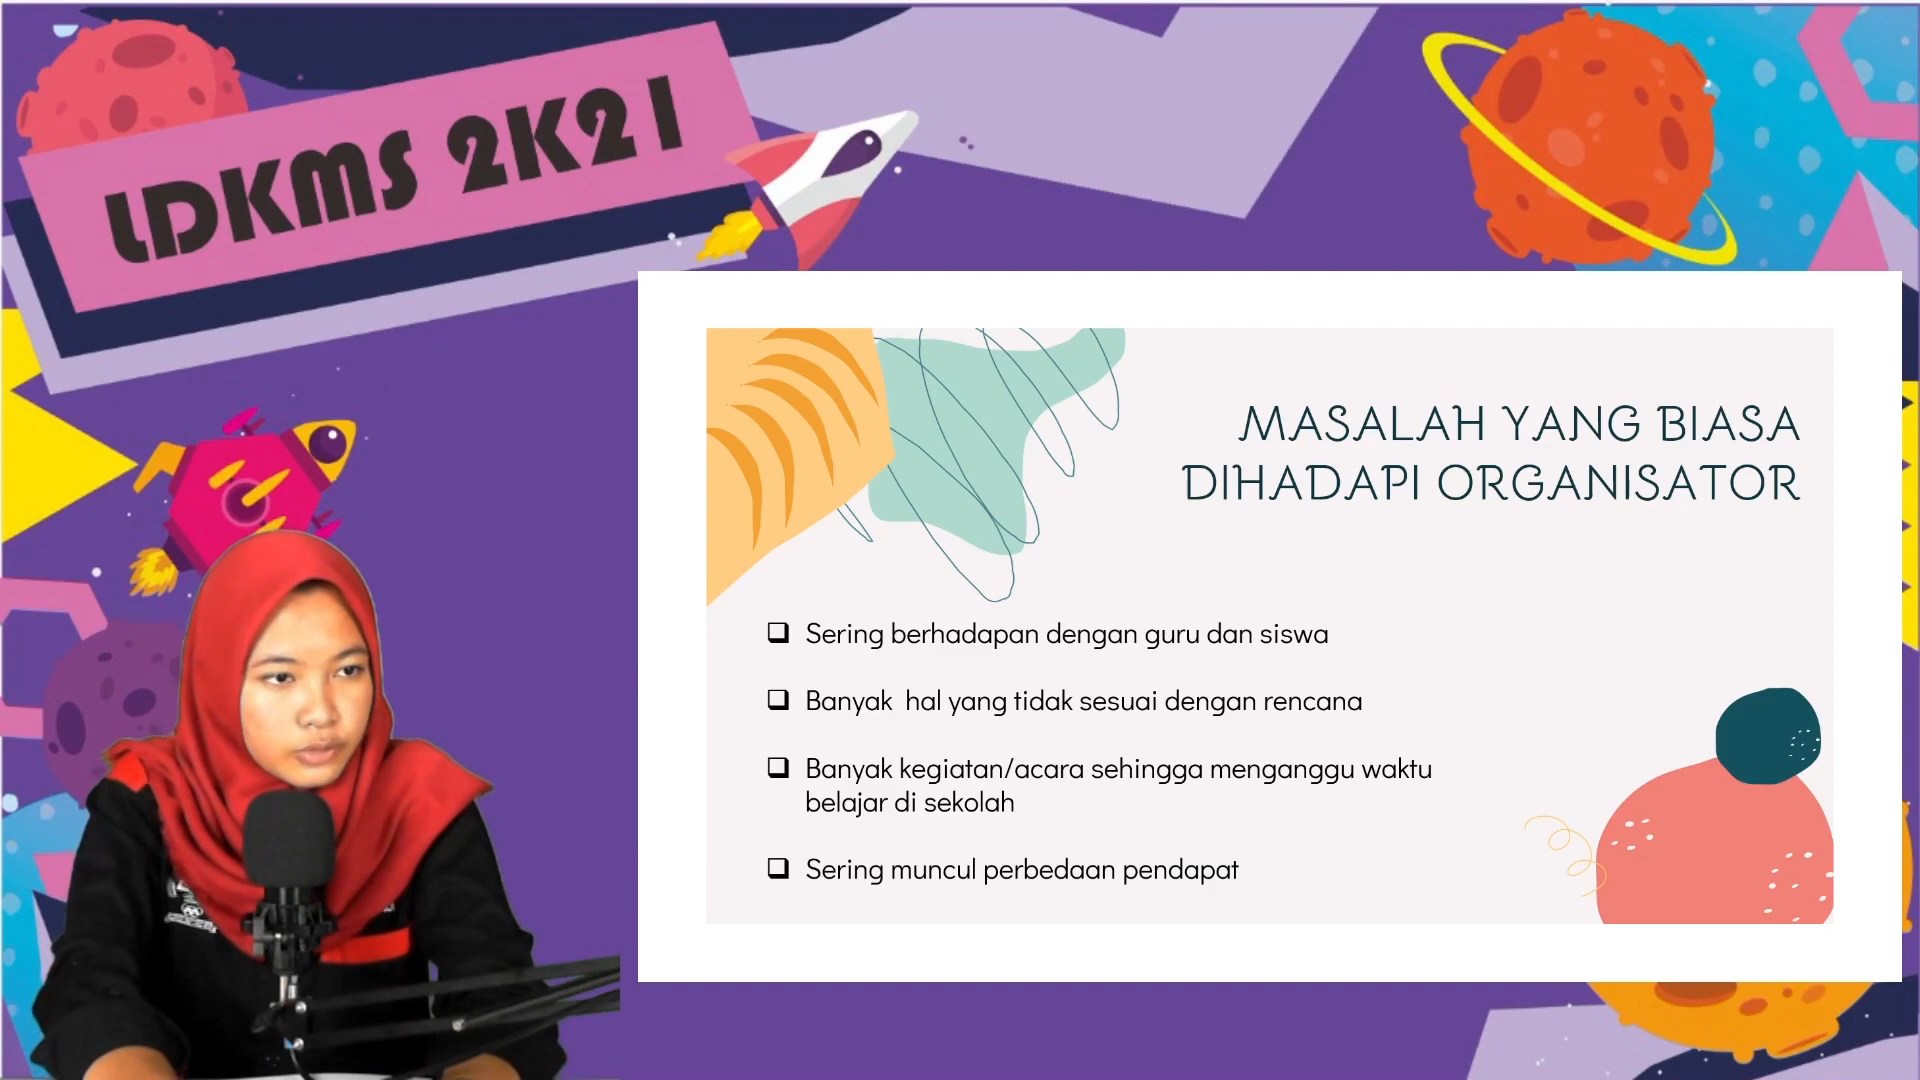 LDKMS 2K21
MASALAH YANG BIASA
DIHADAPI ORGANISATOR
Sering berhadapan dengan guru dan siswa
Banyak hal yang tidak sesuai dengan rencana
Banyak kegiatan/acara sehingga menganggu waktu
belajar di sekolah
Sering muncul perbedaan pendapat